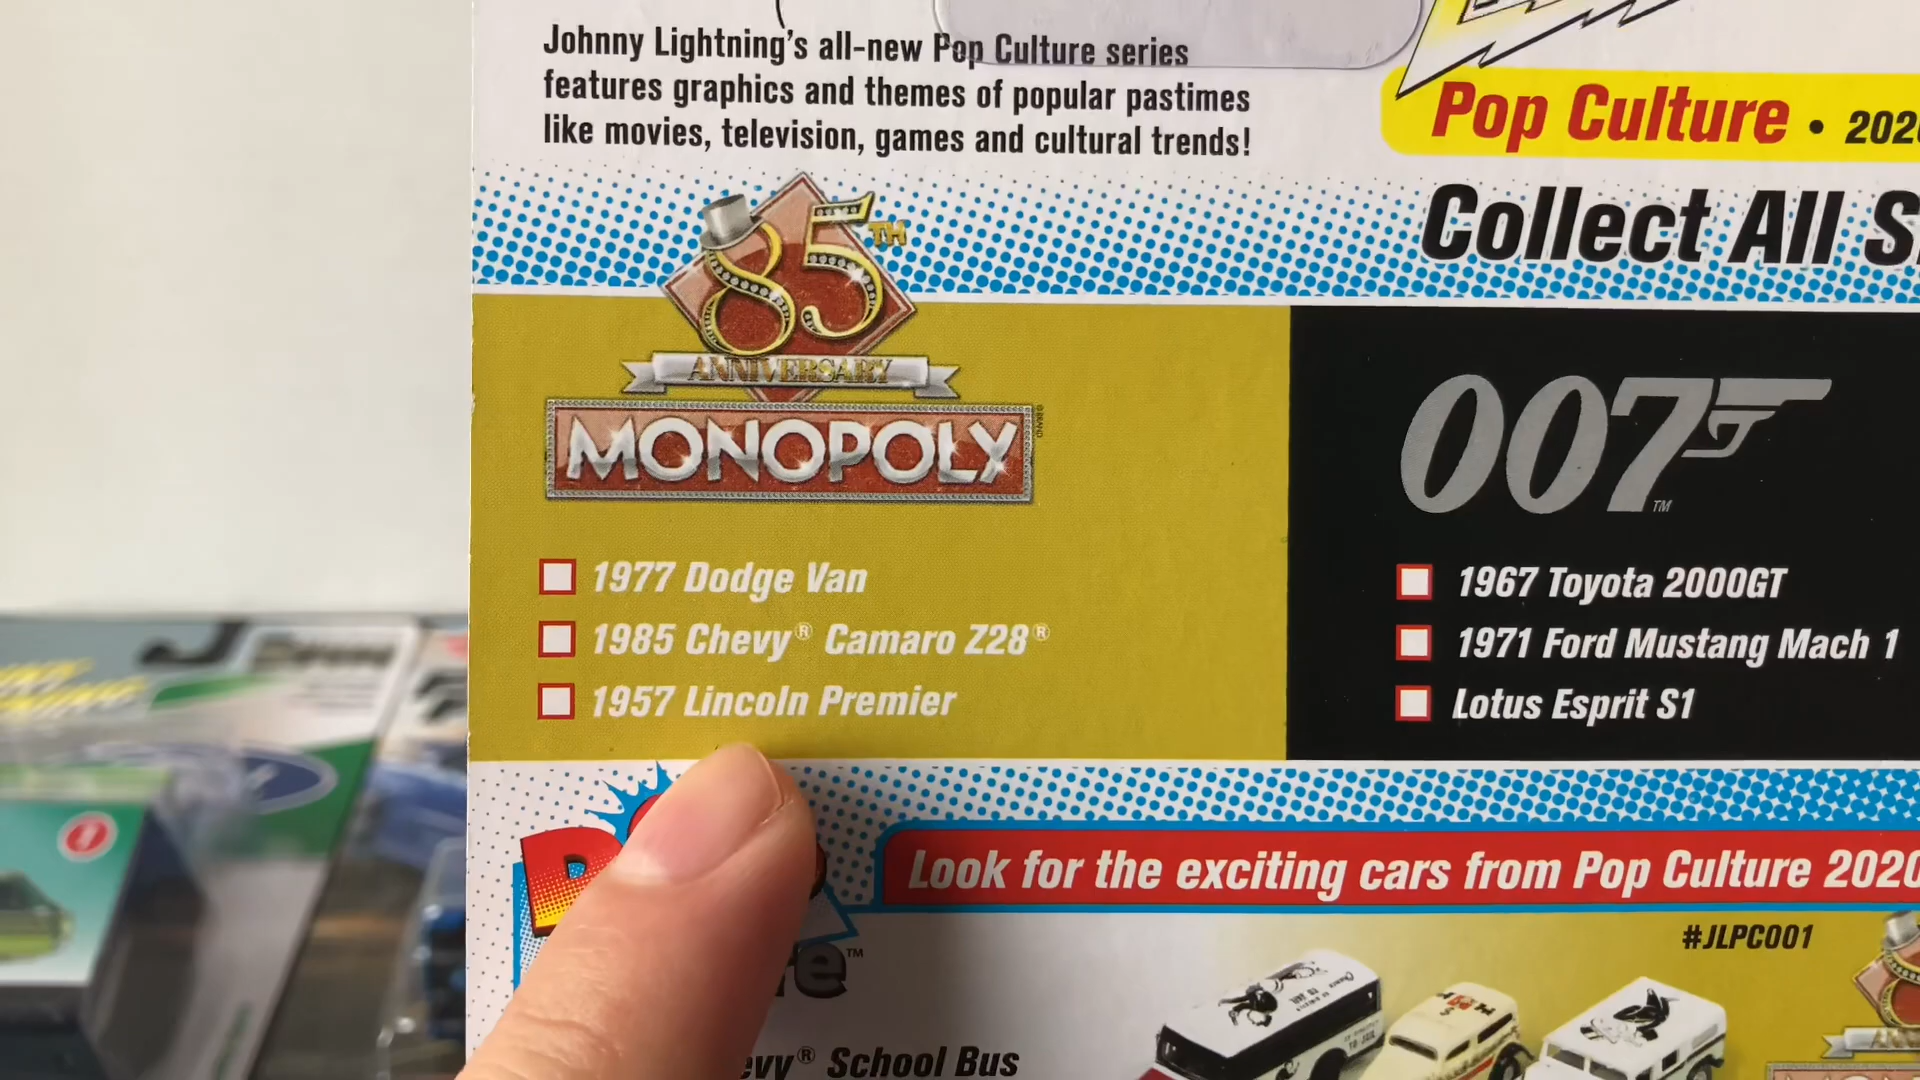 Johnny Lightning's all-new Pop Culture series
features graphics and themes of popular pastimes
like movies, television, games and cultural trends!
Pop Culture • 202
Collect All S
85TH
ANNIVERSARY
MONOPOLY
1977 Dodge Van
1985 Chevy® Camaro Z28®
1957 Lincoln Premier
007™
1967 Toyota 2000GT
1971 Ford Mustang Mach 1
Lotus Esprit S1
Look for the exciting cars from Pop Culture 2020
#JLPC001
evy® School Bus